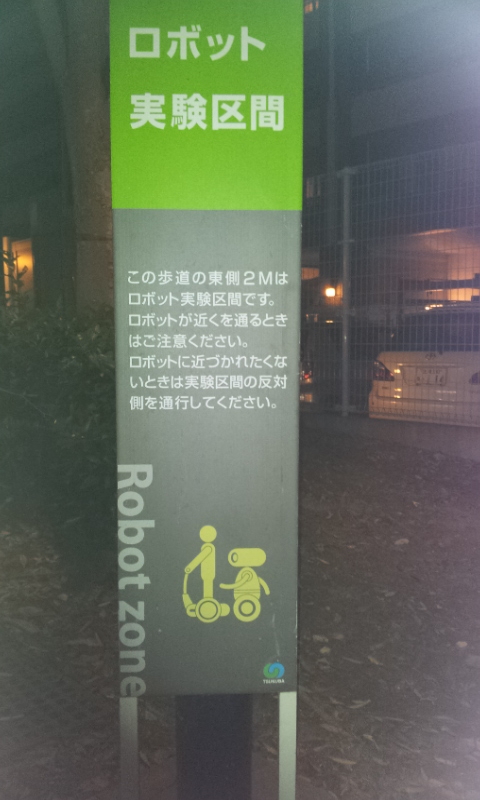 ロボット
実験区間
この歩道の東側2Mは
ロボット実験区間です。
ロボットが近くを通るとき
はご注意ください。
ロボットに近づかれたくな
いときは実験区間の反対
側を通行してください。
Robot zone
TSUKUBA